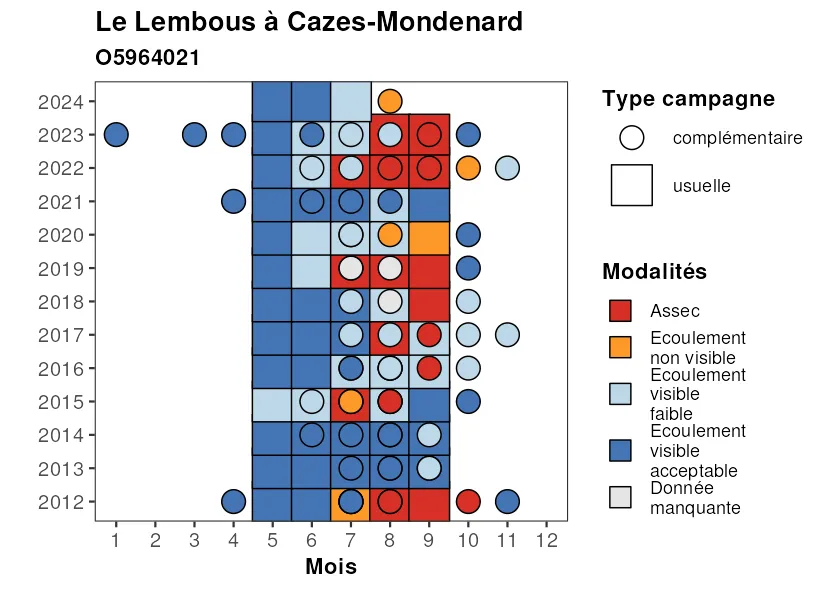 Le Lembous à Cazes-Mondenard
O5964021
2024
2023
2022
2021
2020
2019
2018
2017
2016
2015
2014
2013
2012
1 2 3 4 5 6 7 8 9 10 11 12
Mois
Type campagne
complémentaire
usuelle
Modalités
Assec
Ecoulement
non visible
Ecoulement
visible
faible
Ecoulement
visible
acceptable
Donnée
manquante